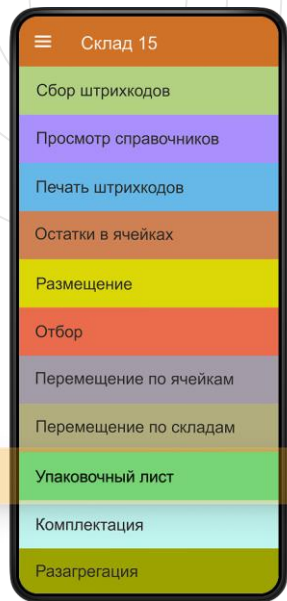 Склад 15
Сбор штрихкодов
Просмотр справочников
Печать штрихкодов
Остатки в ячейках
Размещение
Отбор
Перемещение по ячейкам
Перемещение по складам
Упаковочный лист
Комплектация
Разагрегация